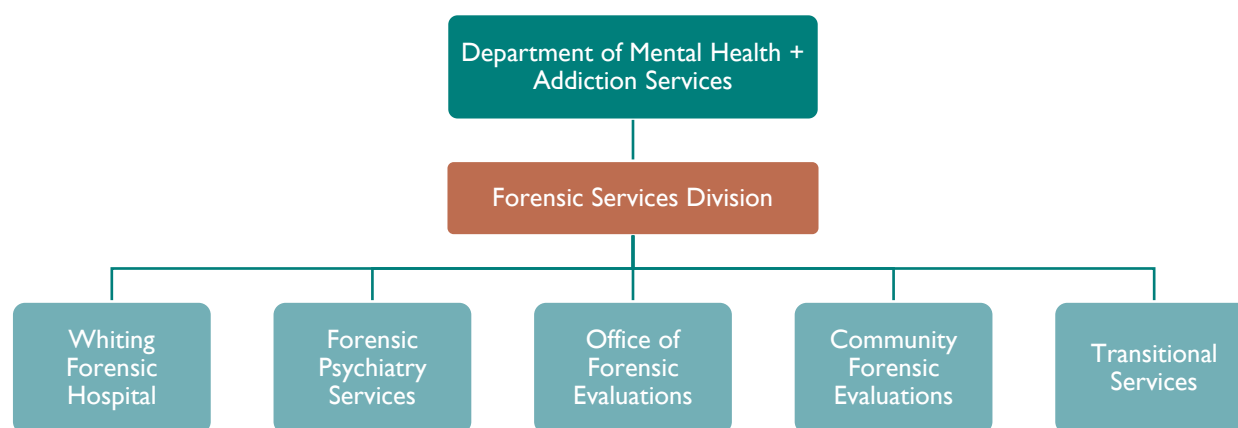 Department of Mental Health +
Addiction Services
Forensic Services Division
Whiting
Forensic
Hospital
Forensic
Psychiatry
Services
Office of
Forensic
Evaluations
Community
Forensic
Evaluations
Transitional
Services